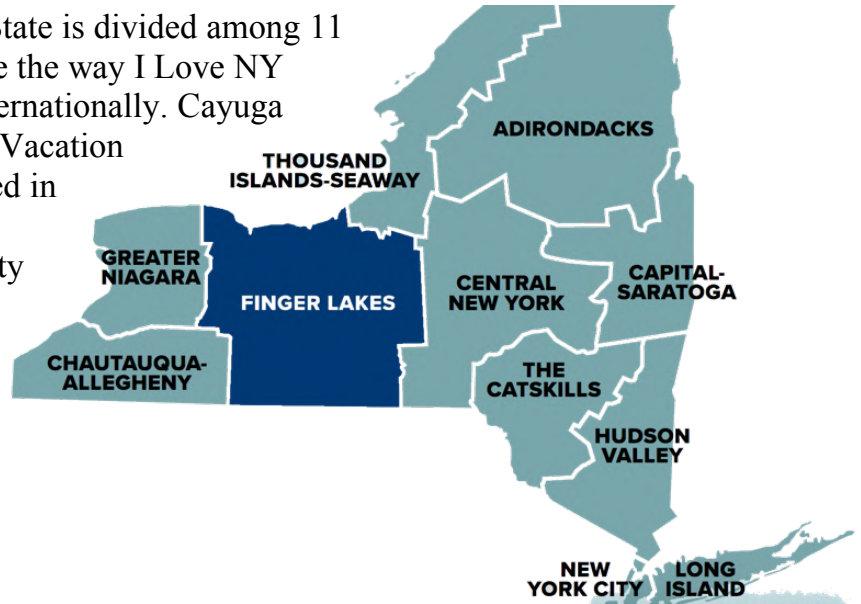 State is divided among 11
e the way I Love NY
ernationally. Cayuga
Vacation
ed in
ty
ADIRONDACKS
THOUSAND
ISLANDS-SEAWAY
GREATER
NIAGARA
FINGER LAKES
CENTRAL
NEW YORK
CAPITAL-
SARATOGA
CHAUTAUQUA-
ALLEGHENY
THE
CATSKILLS
HUDSON
VALLEY
NEW
YORK CITY
LONG
ISLAND